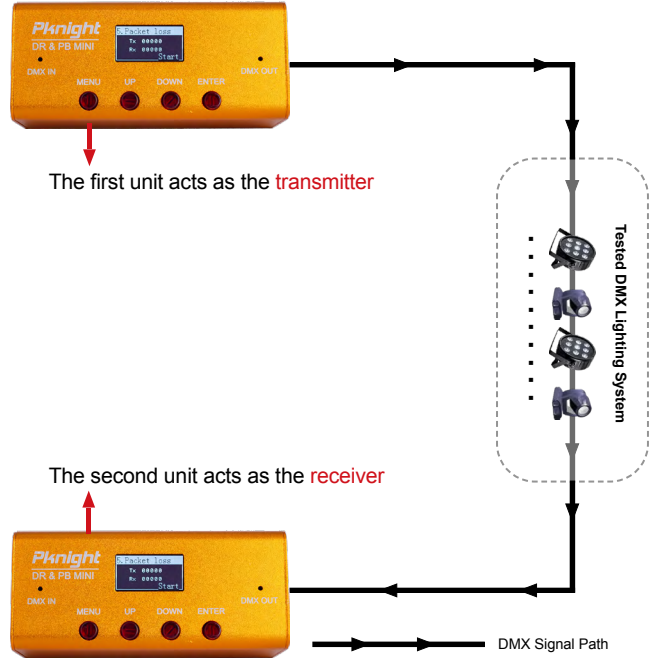 Pknight
DR & PB MINI
5.Packet loss
Tx 00000
Rx 00000
Start
DMX IN
DMX OUT
MENU
UP
DOWN
ENTER
The first unit acts as the transmitter
Tested DMX Lighting System
The second unit acts as the receiver
Pknight
DR & PB MINI
5.Packet loss
Tx 00000
Rx 00000
Start
DMX IN
DMX OUT
MENU
UP
DOWN
ENTER
DMX Signal Path